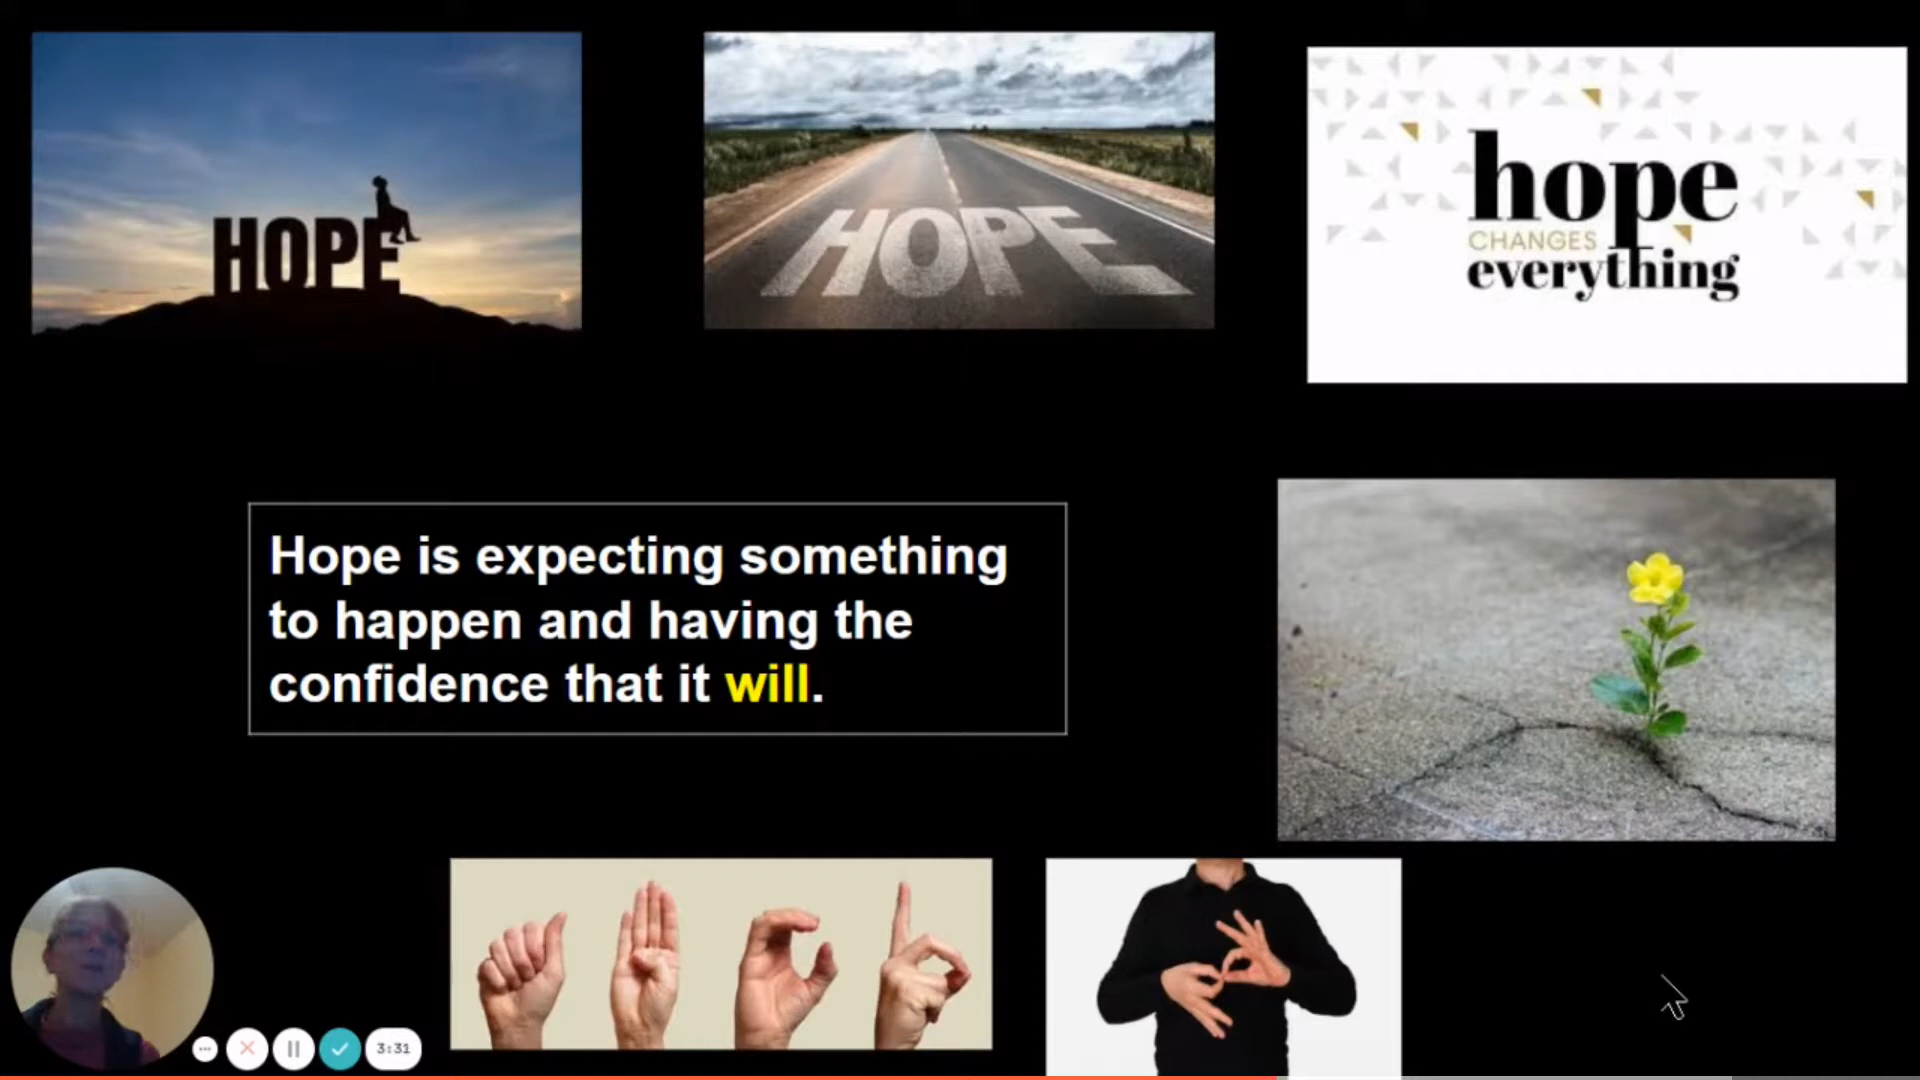 HOPE
HOPE
hope
CHANGES
everything
Hope is expecting something
to happen and having the
confidence that it will.
3:31